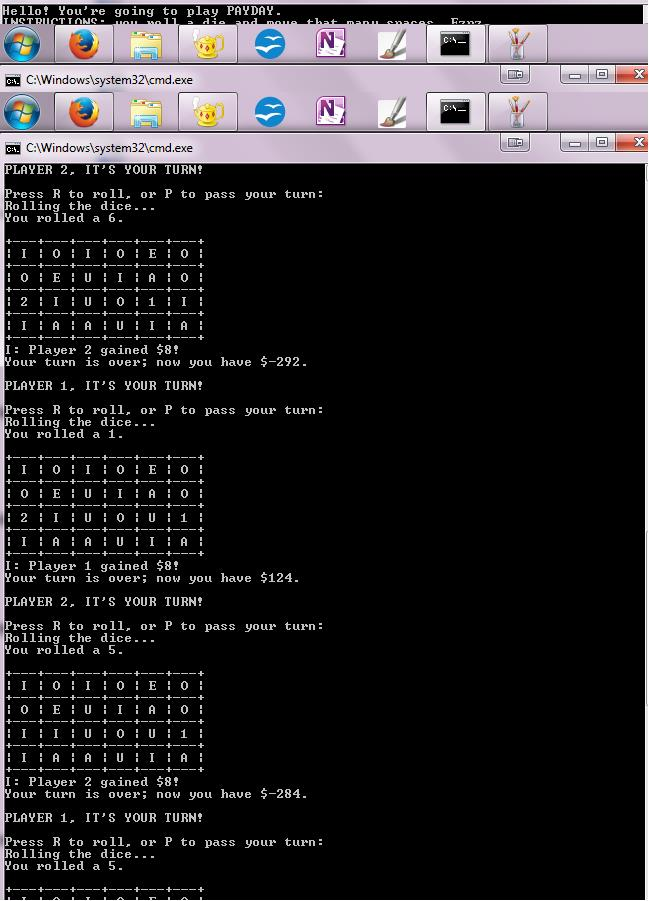 Hello! You're going to play PAYDAY.
INSTRUCTIONS: you roll a die and move that many spaces.
C:\Windows\system32\cmd.exe
C:\Windows\system32\cmd.exe
PLAYER 2, IT'S YOUR TURN!
Press R to roll, or P to pass your turn:
Rolling the dice...
You rolled a 6.
+---+---+---+---+---+---+
¦ I ¦ O ¦ I ¦ O ¦ E ¦ O ¦
+---+---+---+---+---+---+
¦ O ¦ E ¦ U ¦ I ¦ A ¦ O ¦
+---+---+---+---+---+---+
¦ 2 ¦ I ¦ U ¦ O ¦ 1 ¦ I ¦
+---+---+---+---+---+---+
¦ I ¦ A ¦ A ¦ U ¦ I ¦ A ¦
+---+---+---+---+---+---+
I: Player 2 gained $8!
Your turn is over; now you have $-292.
PLAYER 1, IT'S YOUR TURN!
Press R to roll, or P to pass your turn:
Rolling the dice...
You rolled a 1.
+---+---+---+---+---+---+
¦ I ¦ O ¦ I ¦ O ¦ E ¦ O ¦
+---+---+---+---+---+---+
¦ O ¦ E ¦ U ¦ I ¦ A ¦ O ¦
+---+---+---+---+---+---+
¦ 2 ¦ I ¦ U ¦ O ¦ U ¦ 1 ¦
+---+---+---+---+---+---+
¦ I ¦ A ¦ A ¦ U ¦ I ¦ A ¦
+---+---+---+---+---+---+
I: Player 1 gained $8!
Your turn is over; now you have $124.
PLAYER 2, IT'S YOUR TURN!
Press R to roll, or P to pass your turn:
Rolling the dice...
You rolled a 5.
+---+---+---+---+---+---+
¦ I ¦ O ¦ I ¦ O ¦ E ¦ O ¦
+---+---+---+---+---+---+
¦ O ¦ E ¦ U ¦ I ¦ A ¦ O ¦
+---+---+---+---+---+---+
¦ I ¦ I ¦ U ¦ O ¦ U ¦ 1 ¦
+---+---+---+---+---+---+
¦ I ¦ A ¦ A ¦ U ¦ I ¦ A ¦
+---+---+---+---+---+---+
I: Player 2 gained $8!
Your turn is over; now you have $-284.
PLAYER 1, IT'S YOUR TURN!
Press R to roll, or P to pass your turn:
Rolling the dice...
You rolled a 5.
+---+---+---+---+---+---+